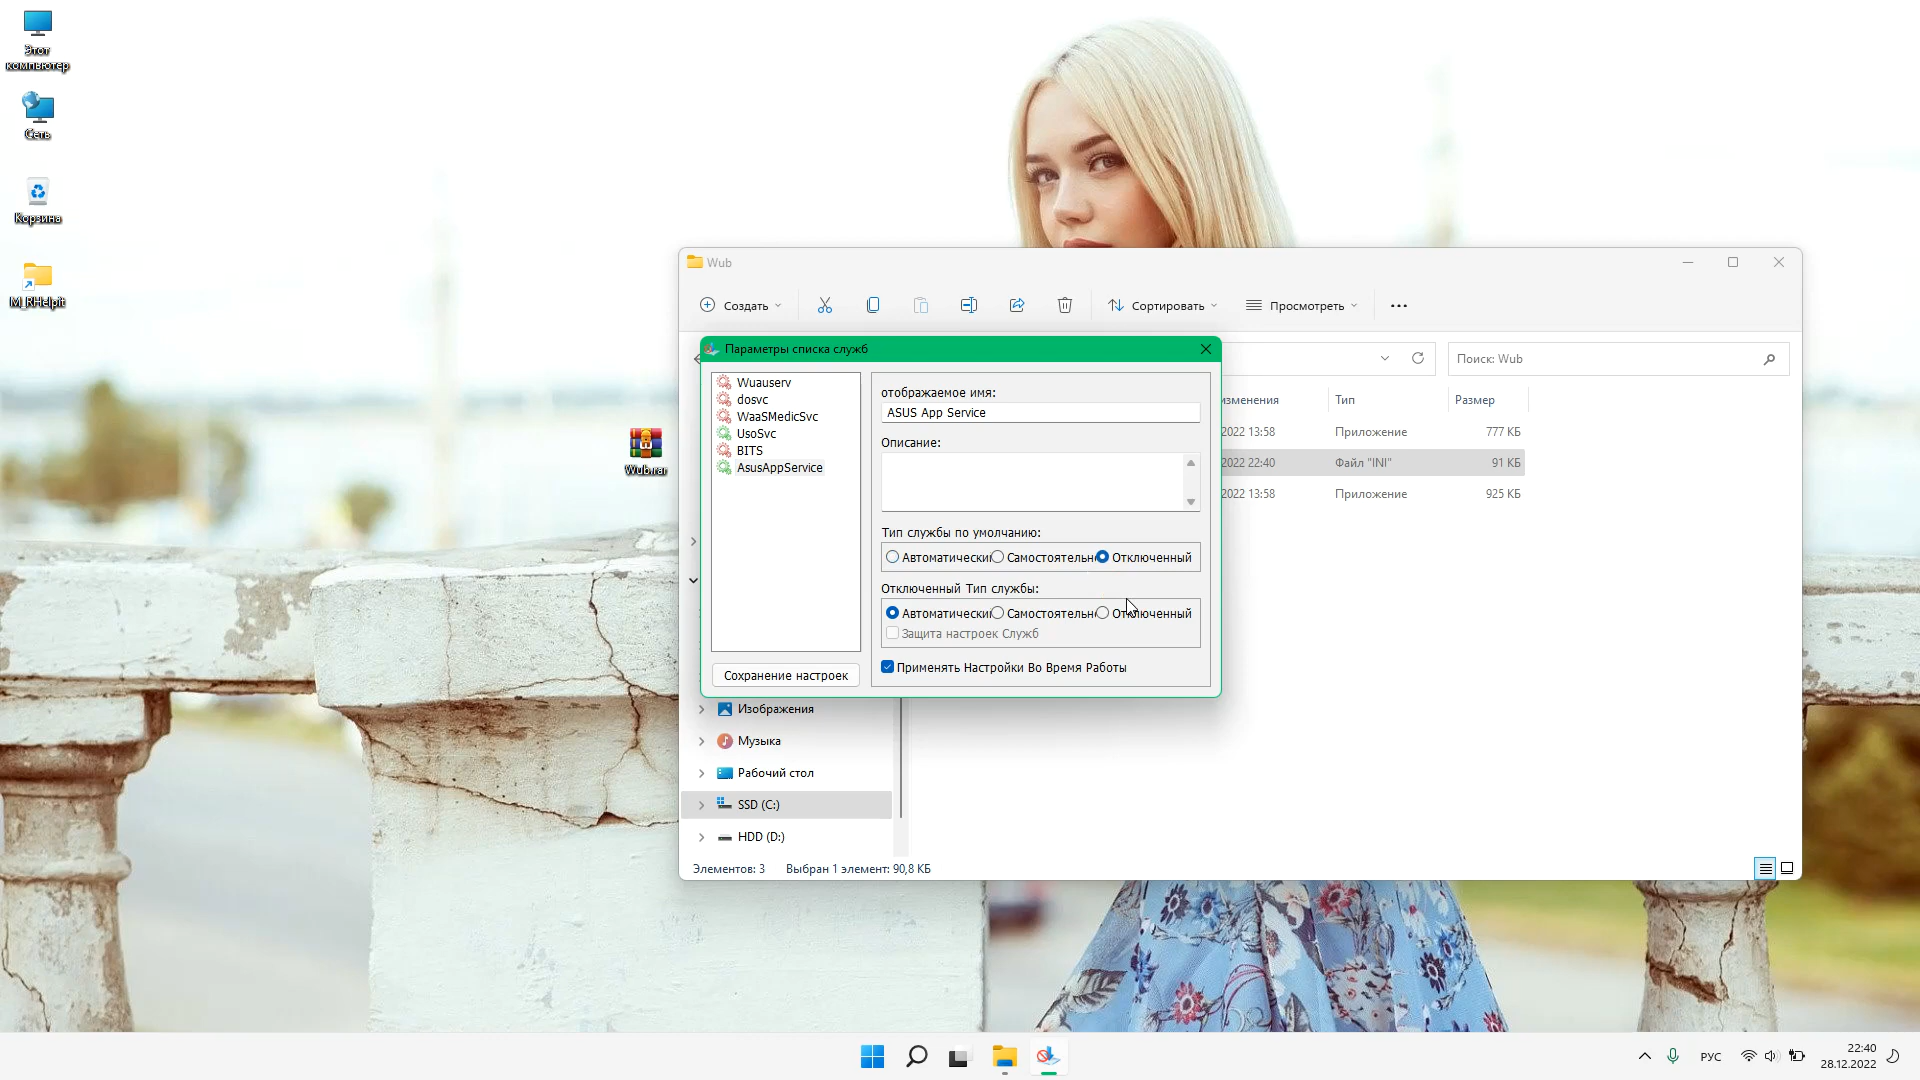 Этот
компьютер
Сеть
Корзина
M_RHelpit
Wub.rar
Wub
Создать
Сортировать
Просмотреть
Поиск: Wub
изменения
Тип
Размер
2022 13:58
Приложение
777 КБ
2022 22:40
Файл "INI"
91 КБ
2022 13:58
Приложение
925 КБ
Параметры списка служб
Wuauserv
dosvc
WaaSMedicSvc
UsoSvc
BITS
AsusAppService
Сохранение настроек
отображаемое имя:
ASUS App Service
Описание:
Тип службы по умолчанию:
Автоматически Самостоятельн Отключенный
Отключенный Тип службы:
Автоматически Самостоятельн Отключенный
Защита настроек Служб
Применять Настройки Во Время Работы
Изображения
Музыка
Рабочий стол
SSD (C:)
HDD (D:)
Элементов: 3
Выбран 1 элемент: 90,8 КБ
РУС
22:40
28.12.2022